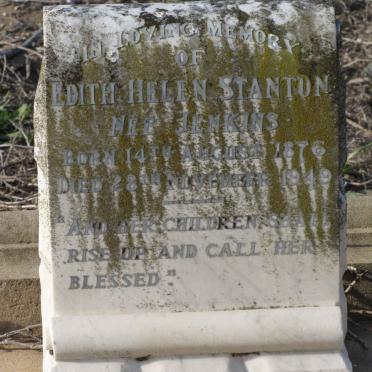 IN LOVING MEMORY
OF
EDITH HELEN STANTON
NEE JENKINS
BORN 14TH AUGUST 1876
DIED 28TH NOVEMBER 1949
"AND HER CHILDREN SHALL
RISE UP AND CALL HER
BLESSED"